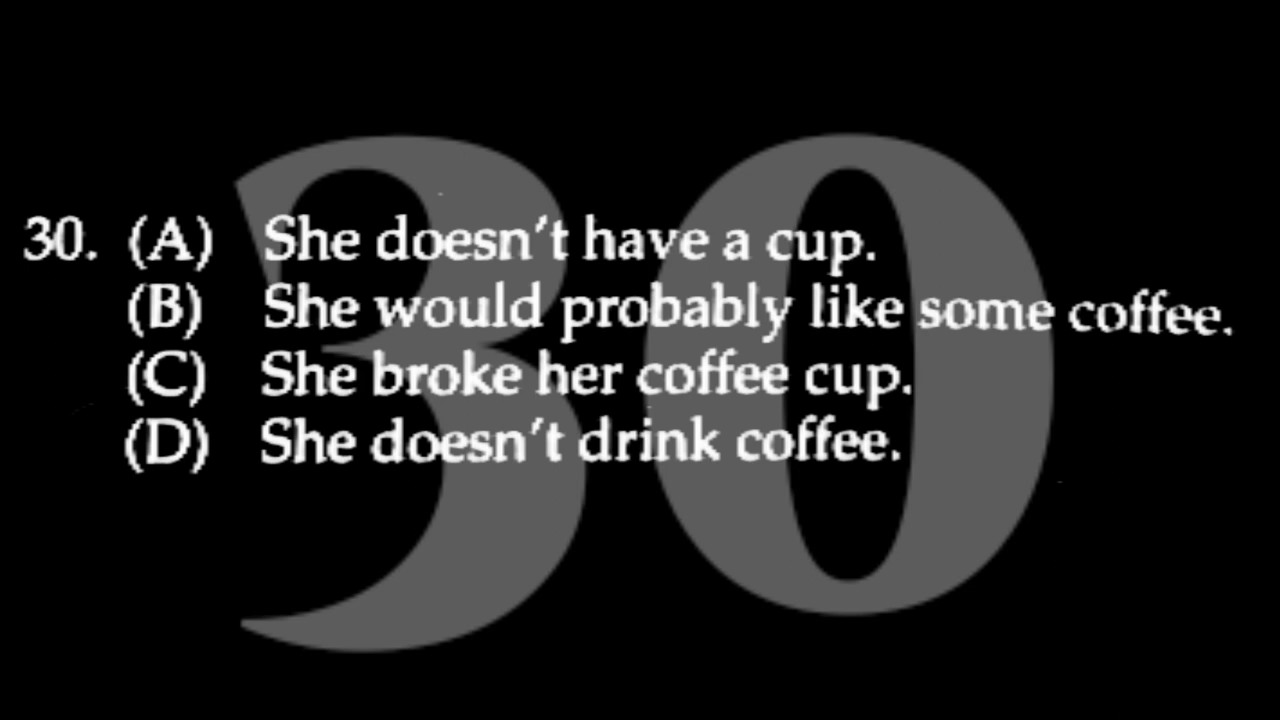 30
30. (A) She doesn't have a cup.
(B) She would probably like some coffee.
(C) She broke her coffee cup.
(D) She doesn't drink coffee.